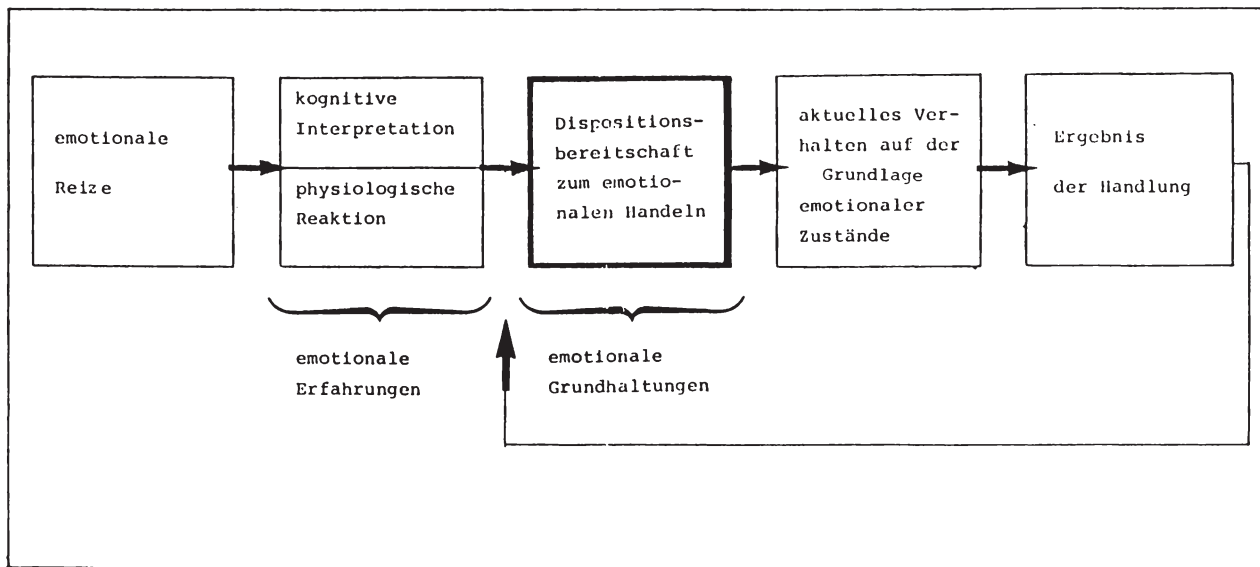 emotionale
Reize
kognitive
Interpretation
physiologische
Reaktion
Dispositions-
bereitschaft
zum emotio-
nalen Handeln
aktuelles Ver-
halten auf der
Grundlage
emotionaler
Zustände
Ergebnis
der Handlung
emotionale
Erfahrungen
emotionale
Grundhaltungen